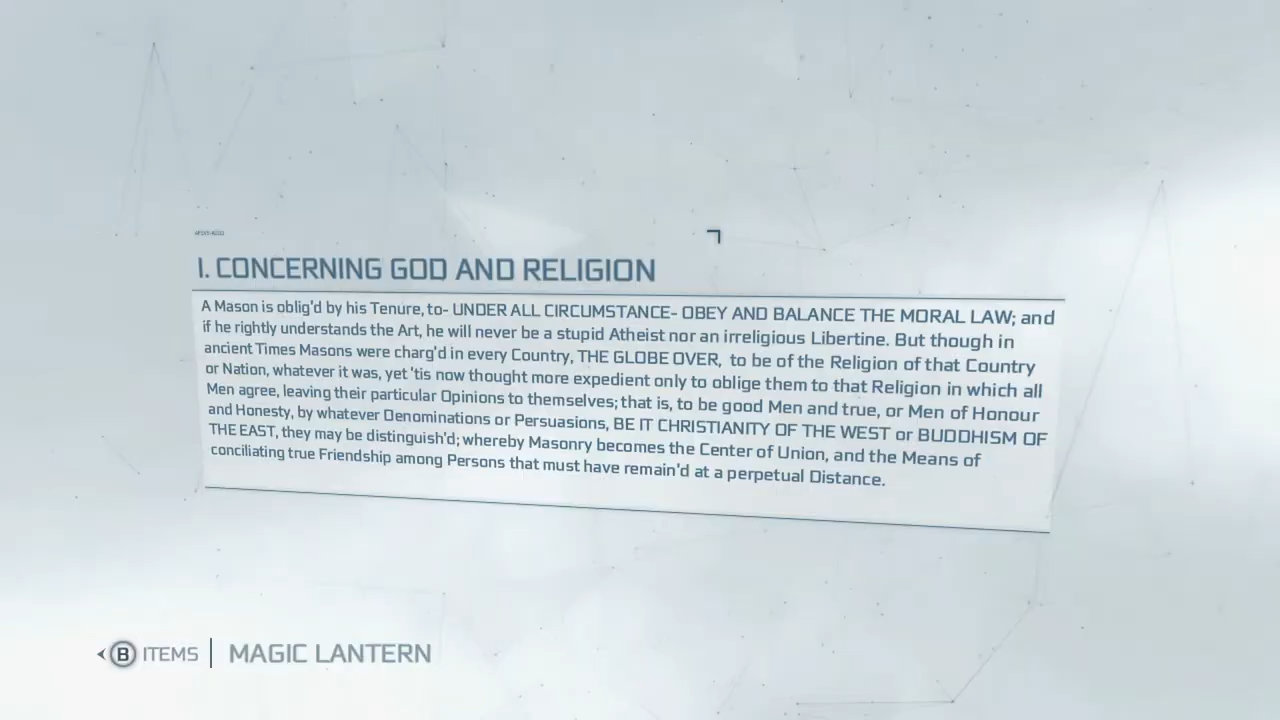 I. CONCERNING GOD AND RELIGION
A Mason is oblig'd by his Tenure, to- UNDER ALL CIRCUMSTANCE- OBEY AND BALANCE THE MORAL LAW; and
if he rightly understands the Art, he will never be a stupid Atheist nor an irreligious Libertine. But though in
ancient Times Masons were charg'd in every Country, THE GLOBE OVER, to be of the Religion of that Country
or Nation, whatever it was, yet 'tis now thought more expedient only to oblige them to that Religion in which all
Men agree, leaving their particular Opinions to themselves; that is, to be good Men and true, or Men of Honour
and Honesty, by whatever Denominations or Persuasions, BE IT CHRISTIANITY OF THE WEST or BUDDHISM OF
THE EAST, they may be distinguish'd; whereby Masonry becomes the Center of Union, and the Means of
conciliating true Friendship among Persons that must have remain'd at a perpetual Distance.
B ITEMS | MAGIC LANTERN